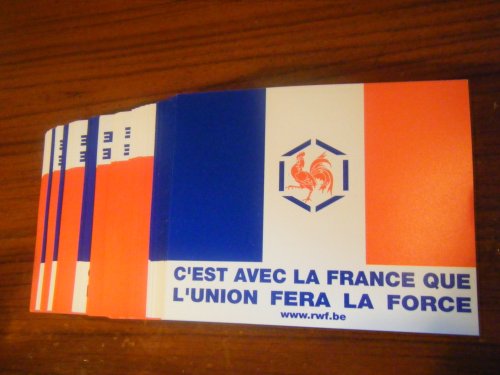 C'EST AVEC LA FRANCE QUE
L'UNION FERA LA FORCE
www.rwf.be